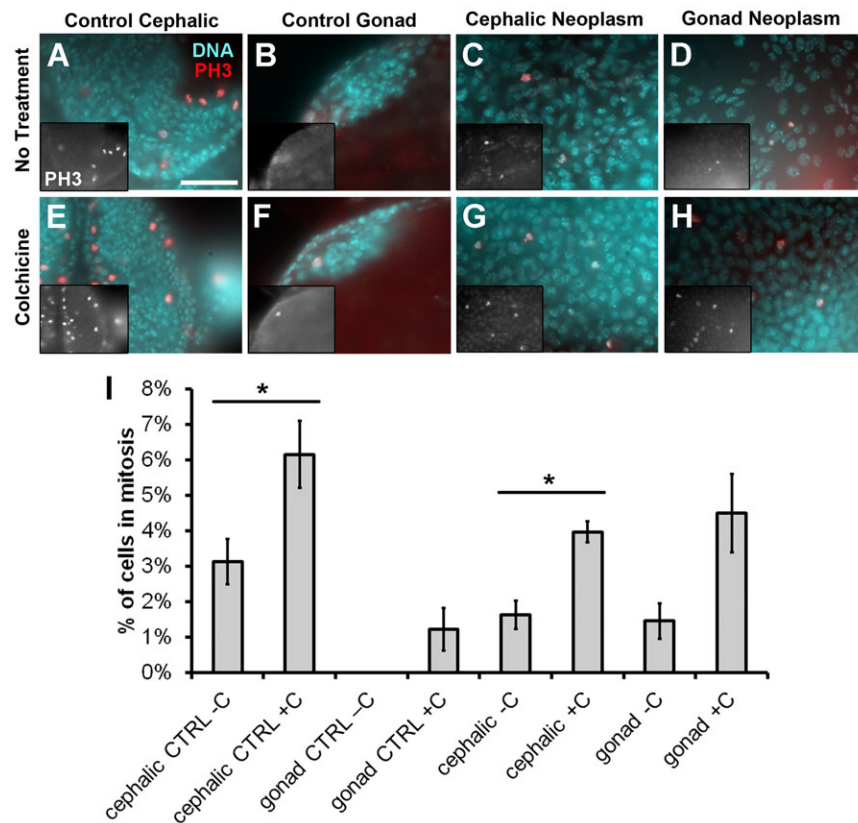 Control Cephalic Control Gonad Cephalic Neoplasm Gonad Neoplasm
No Treatment
A DNA B C D
PH3
PH3
Colchicine
E F G H
I
8%
7%
6%
5%
4%
3%
2%
1%
0%
% of cells in mitosis
* *
cephalic CTRL -C
cephalic CTRL +C
gonad CTRL –C
gonad CTRL +C
cephalic -C
cephalic +C
gonad -C
gonad +C